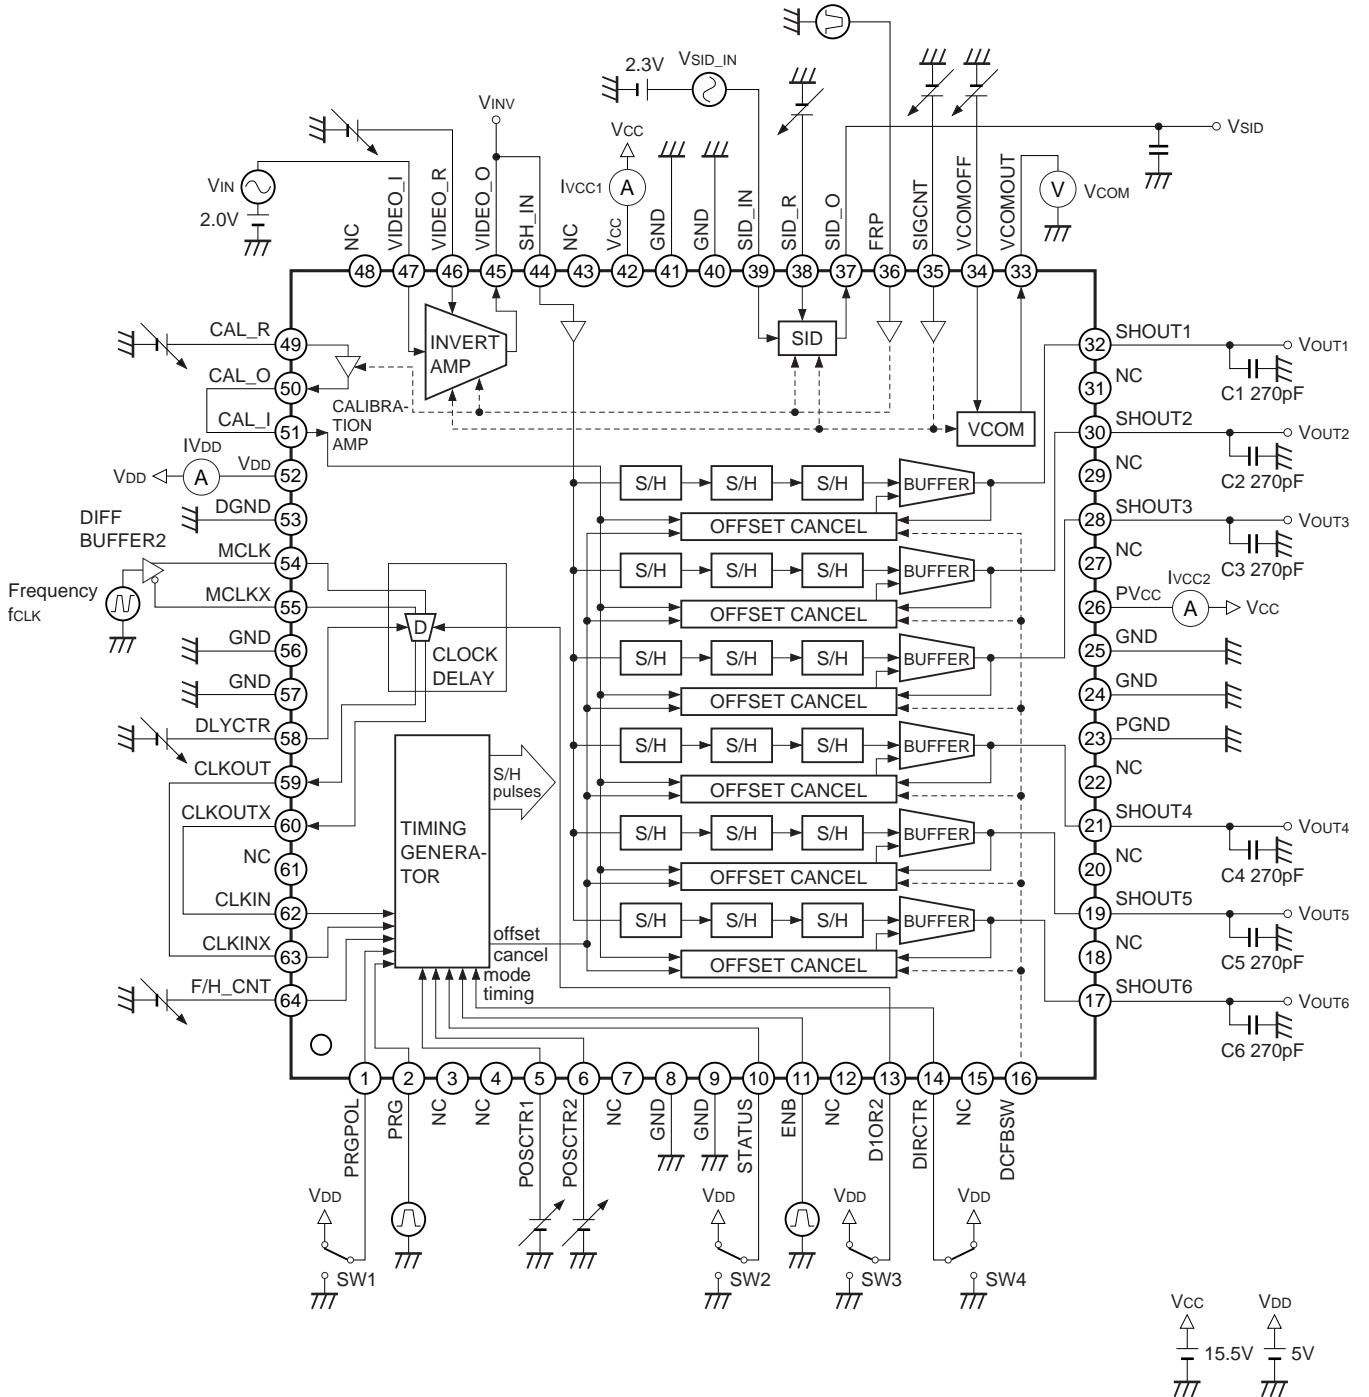 2.3V
VSID_IN
VINV
VCC
VSID
IVCC1
A
V
VCOM
VIN
2.0V
NC
VIDEO_I
VIDEO_R
VIDEO_O
SH_IN
NC
VCC
GND
GND
SID_IN
SID_R
SID_O
FRP
SIGCNT
VCOMOFF
VCOMOUT
48 47 46 45 44 43 42 41 40 39 38 37 36 35 34 33
CAL_R
49
CAL_O
50
CAL_I
51
IVDD
VDD
A
VDD
52
DGND
53
DIFF
BUFFER2
MCLK
54
Frequency
fCLK
MCLKX
55
GND
56
GND
57
DLYCTR
58
CLKOUT
59
CLKOUTX
60
NC
61
CLKIN
62
CLKINX
63
F/H_CNT
64
INVERT
AMP
CALIBRA-
TION
AMP
SID
VCOM
D
CLOCK
DELAY
TIMING
GENERA-
TOR
S/H
pulses
offset
cancel
mode
timing
S/H S/H S/H BUFFER
OFFSET CANCEL
S/H S/H S/H BUFFER
OFFSET CANCEL
S/H S/H S/H BUFFER
OFFSET CANCEL
S/H S/H S/H BUFFER
OFFSET CANCEL
S/H S/H S/H BUFFER
OFFSET CANCEL
S/H S/H S/H BUFFER
OFFSET CANCEL
32
SHOUT1
VOUT1
C1 270pF
31
NC
30
SHOUT2
VOUT2
C2 270pF
29
NC
28
SHOUT3
VOUT3
C3 270pF
27
NC
26
PVCC
IVCC2
A
VCC
25
GND
24
GND
23
PGND
22
NC
21
SHOUT4
VOUT4
C4 270pF
20
NC
19
SHOUT5
VOUT5
C5 270pF
18
NC
17
SHOUT6
VOUT6
C6 270pF
1 2 3 4 5 6 7 8 9 10 11 12 13 14 15 16
PRGPOL
PRG
NC
NC
POSCTR1
POSCTR2
NC
GND
GND
STATUS
ENB
NC
D1OR2
DIRCTR
NC
DCFBSW
VDD
SW1
VDD
SW2
VDD
SW3
VDD
SW4
VCC
15.5V
VDD
5V